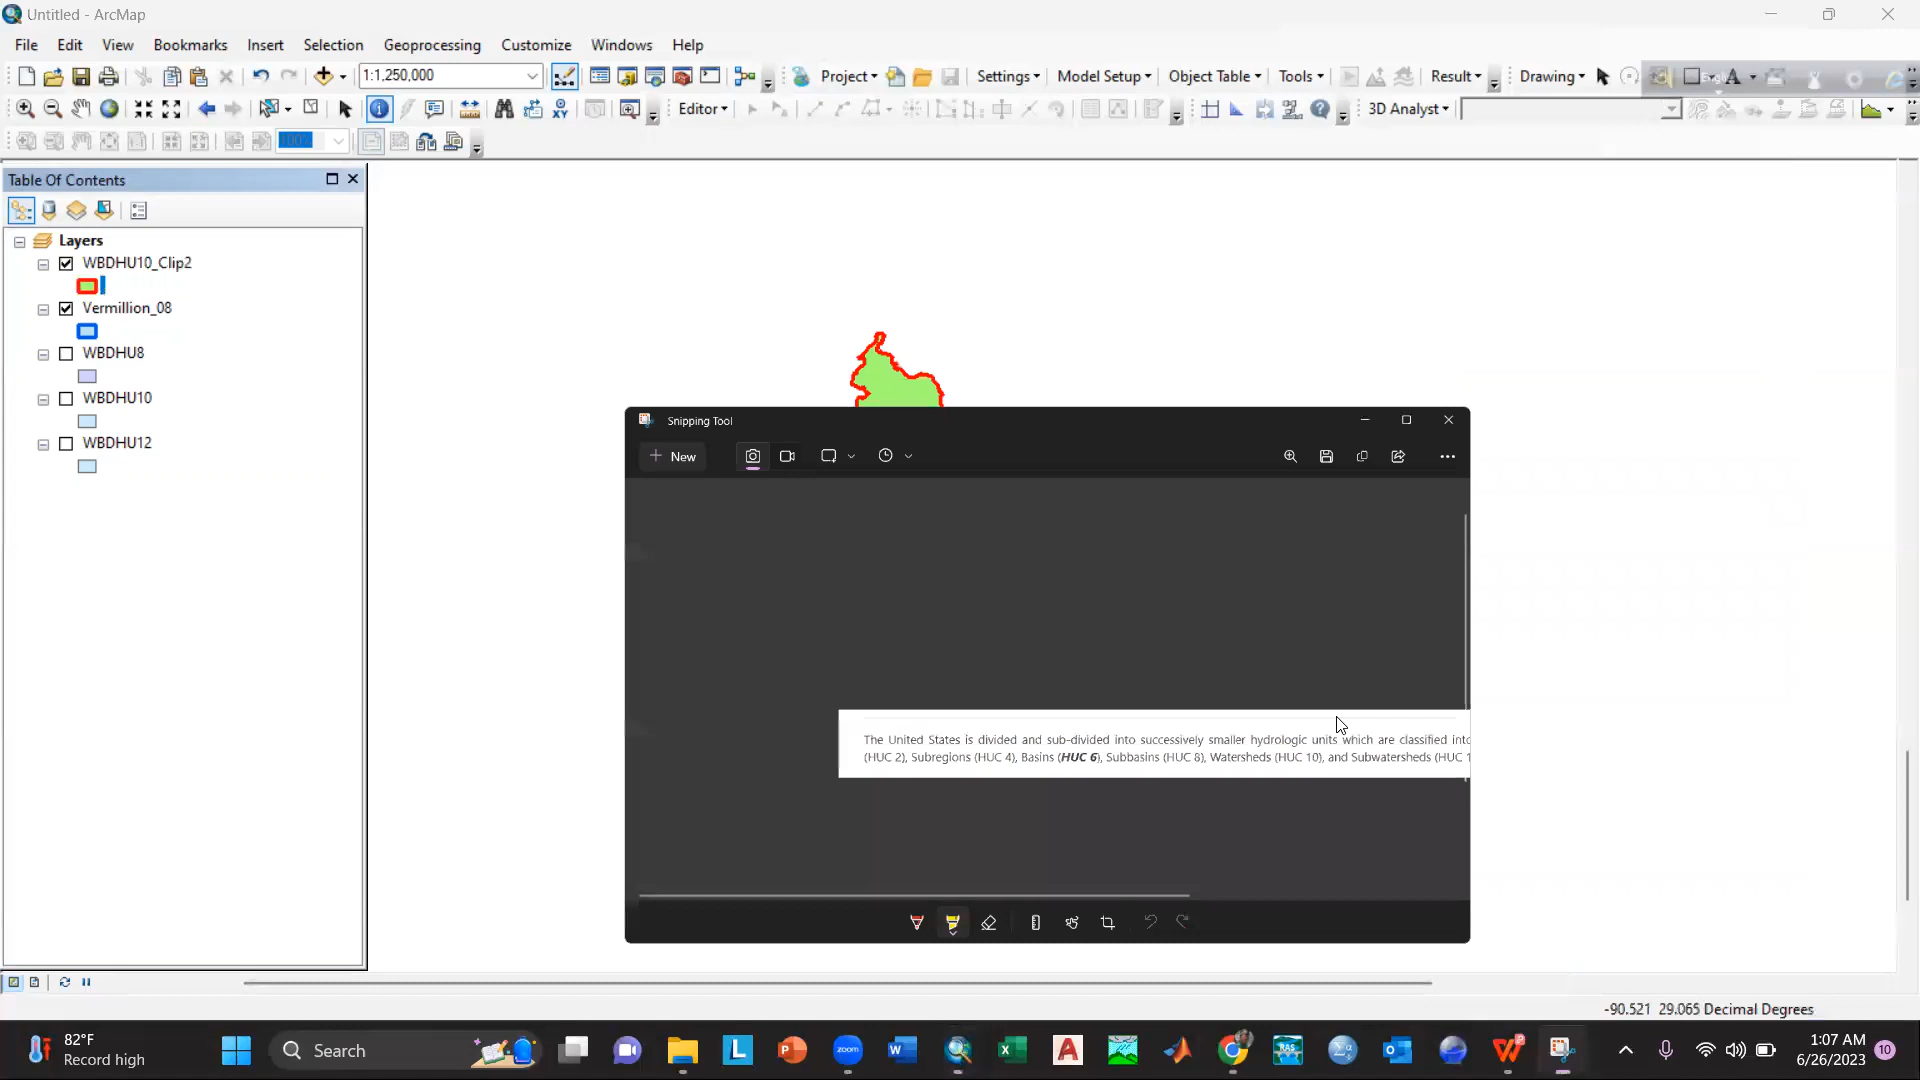 Untitled - ArcMap
File Edit View Bookmarks Insert Selection Geoprocessing Customize Windows Help
1:1,250,000 Project Settings Model Setup Object Table Tools Result Drawing A
Editor 3D Analyst
100%
Table Of Contents
Layers
WBDHU10_Clip2
Vermillion_08
WBDHU8
WBDHU10
WBDHU12
Snipping Tool
New
The United States is divided and sub-divided into successively smaller hydrologic units which are classified into
(HUC 2), Subregions (HUC 4), Basins (HUC 6), Subbasins (HUC 8), Watersheds (HUC 10), and Subwatersheds (HUC 1
-90.521 29.065 Decimal Degrees
82°F
Record high
Search
zoom
RAS
1:07 AM
6/26/2023
10